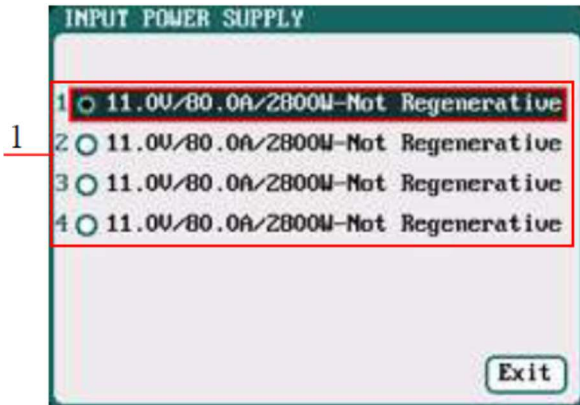 INPUT POWER SUPPLY
1 11.0V/80.0A/2800W-Not Regenerative
1
2 11.0V/80.0A/2800W-Not Regenerative
3 11.0V/80.0A/2800W-Not Regenerative
4 11.0V/80.0A/2800W-Not Regenerative
Exit